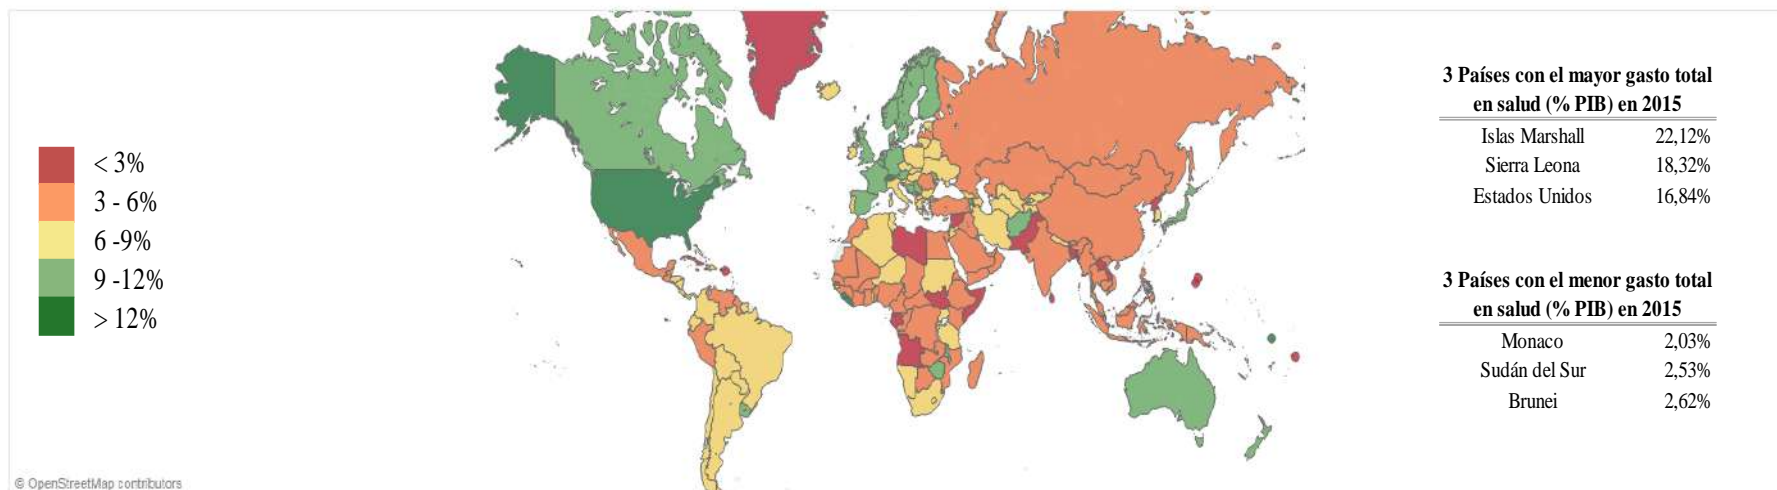 < 3%
3 - 6%
6 -9%
9 -12%
> 12%
3 Países con el mayor gasto total
en salud (% PIB) en 2015
Islas Marshall 22,12%
Sierra Leona 18,32%
Estados Unidos 16,84%
3 Países con el menor gasto total
en salud (% PIB) en 2015
Monaco 2,03%
Sudán del Sur 2,53%
Brunei 2,62%
© OpenStreetMap contributors